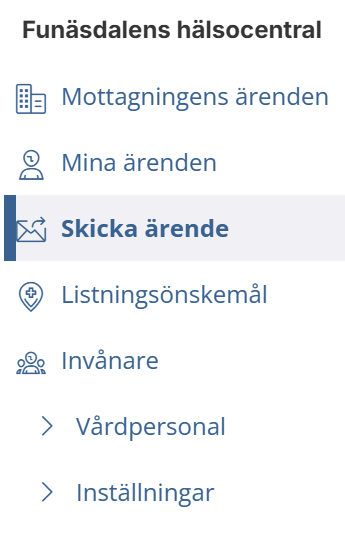 Funäsdalens hälsocentral
Mottagningens ärenden
Mina ärenden
Skicka ärende
Listningsönskemål
Invånare
Vårdpersonal
Inställningar